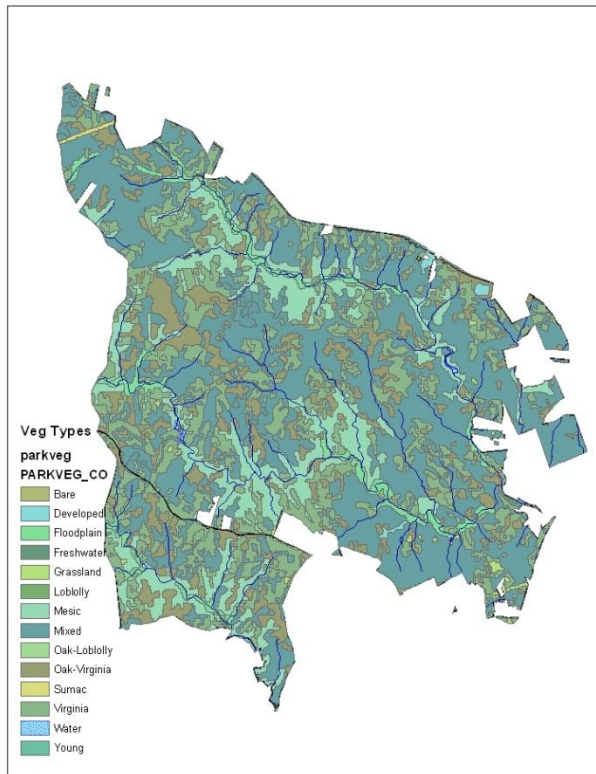 Veg Types
parkveg
PARKVEG_CO
Bare
Developed
Floodplain
Freshwater
Grassland
Loblolly
Mesic
Mixed
Oak-Loblolly
Oak-Virginia
Sumac
Virginia
Water
Young